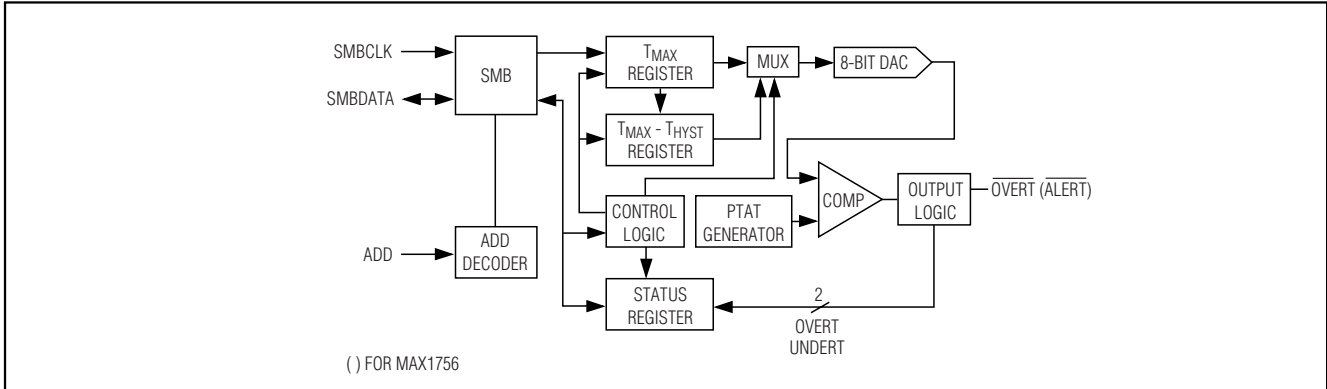 SMBCLK
SMBDATA
SMB
TMAX
REGISTER
MUX
8-BIT DAC
TMAX - THYST
REGISTER
CONTROL
LOGIC
PTAT
GENERATOR
COMP
OUTPUT
LOGIC
OVERT (ALERT)
ADD
ADD
DECODER
STATUS
REGISTER
2
OVERT
UNDERT
( ) FOR MAX1756